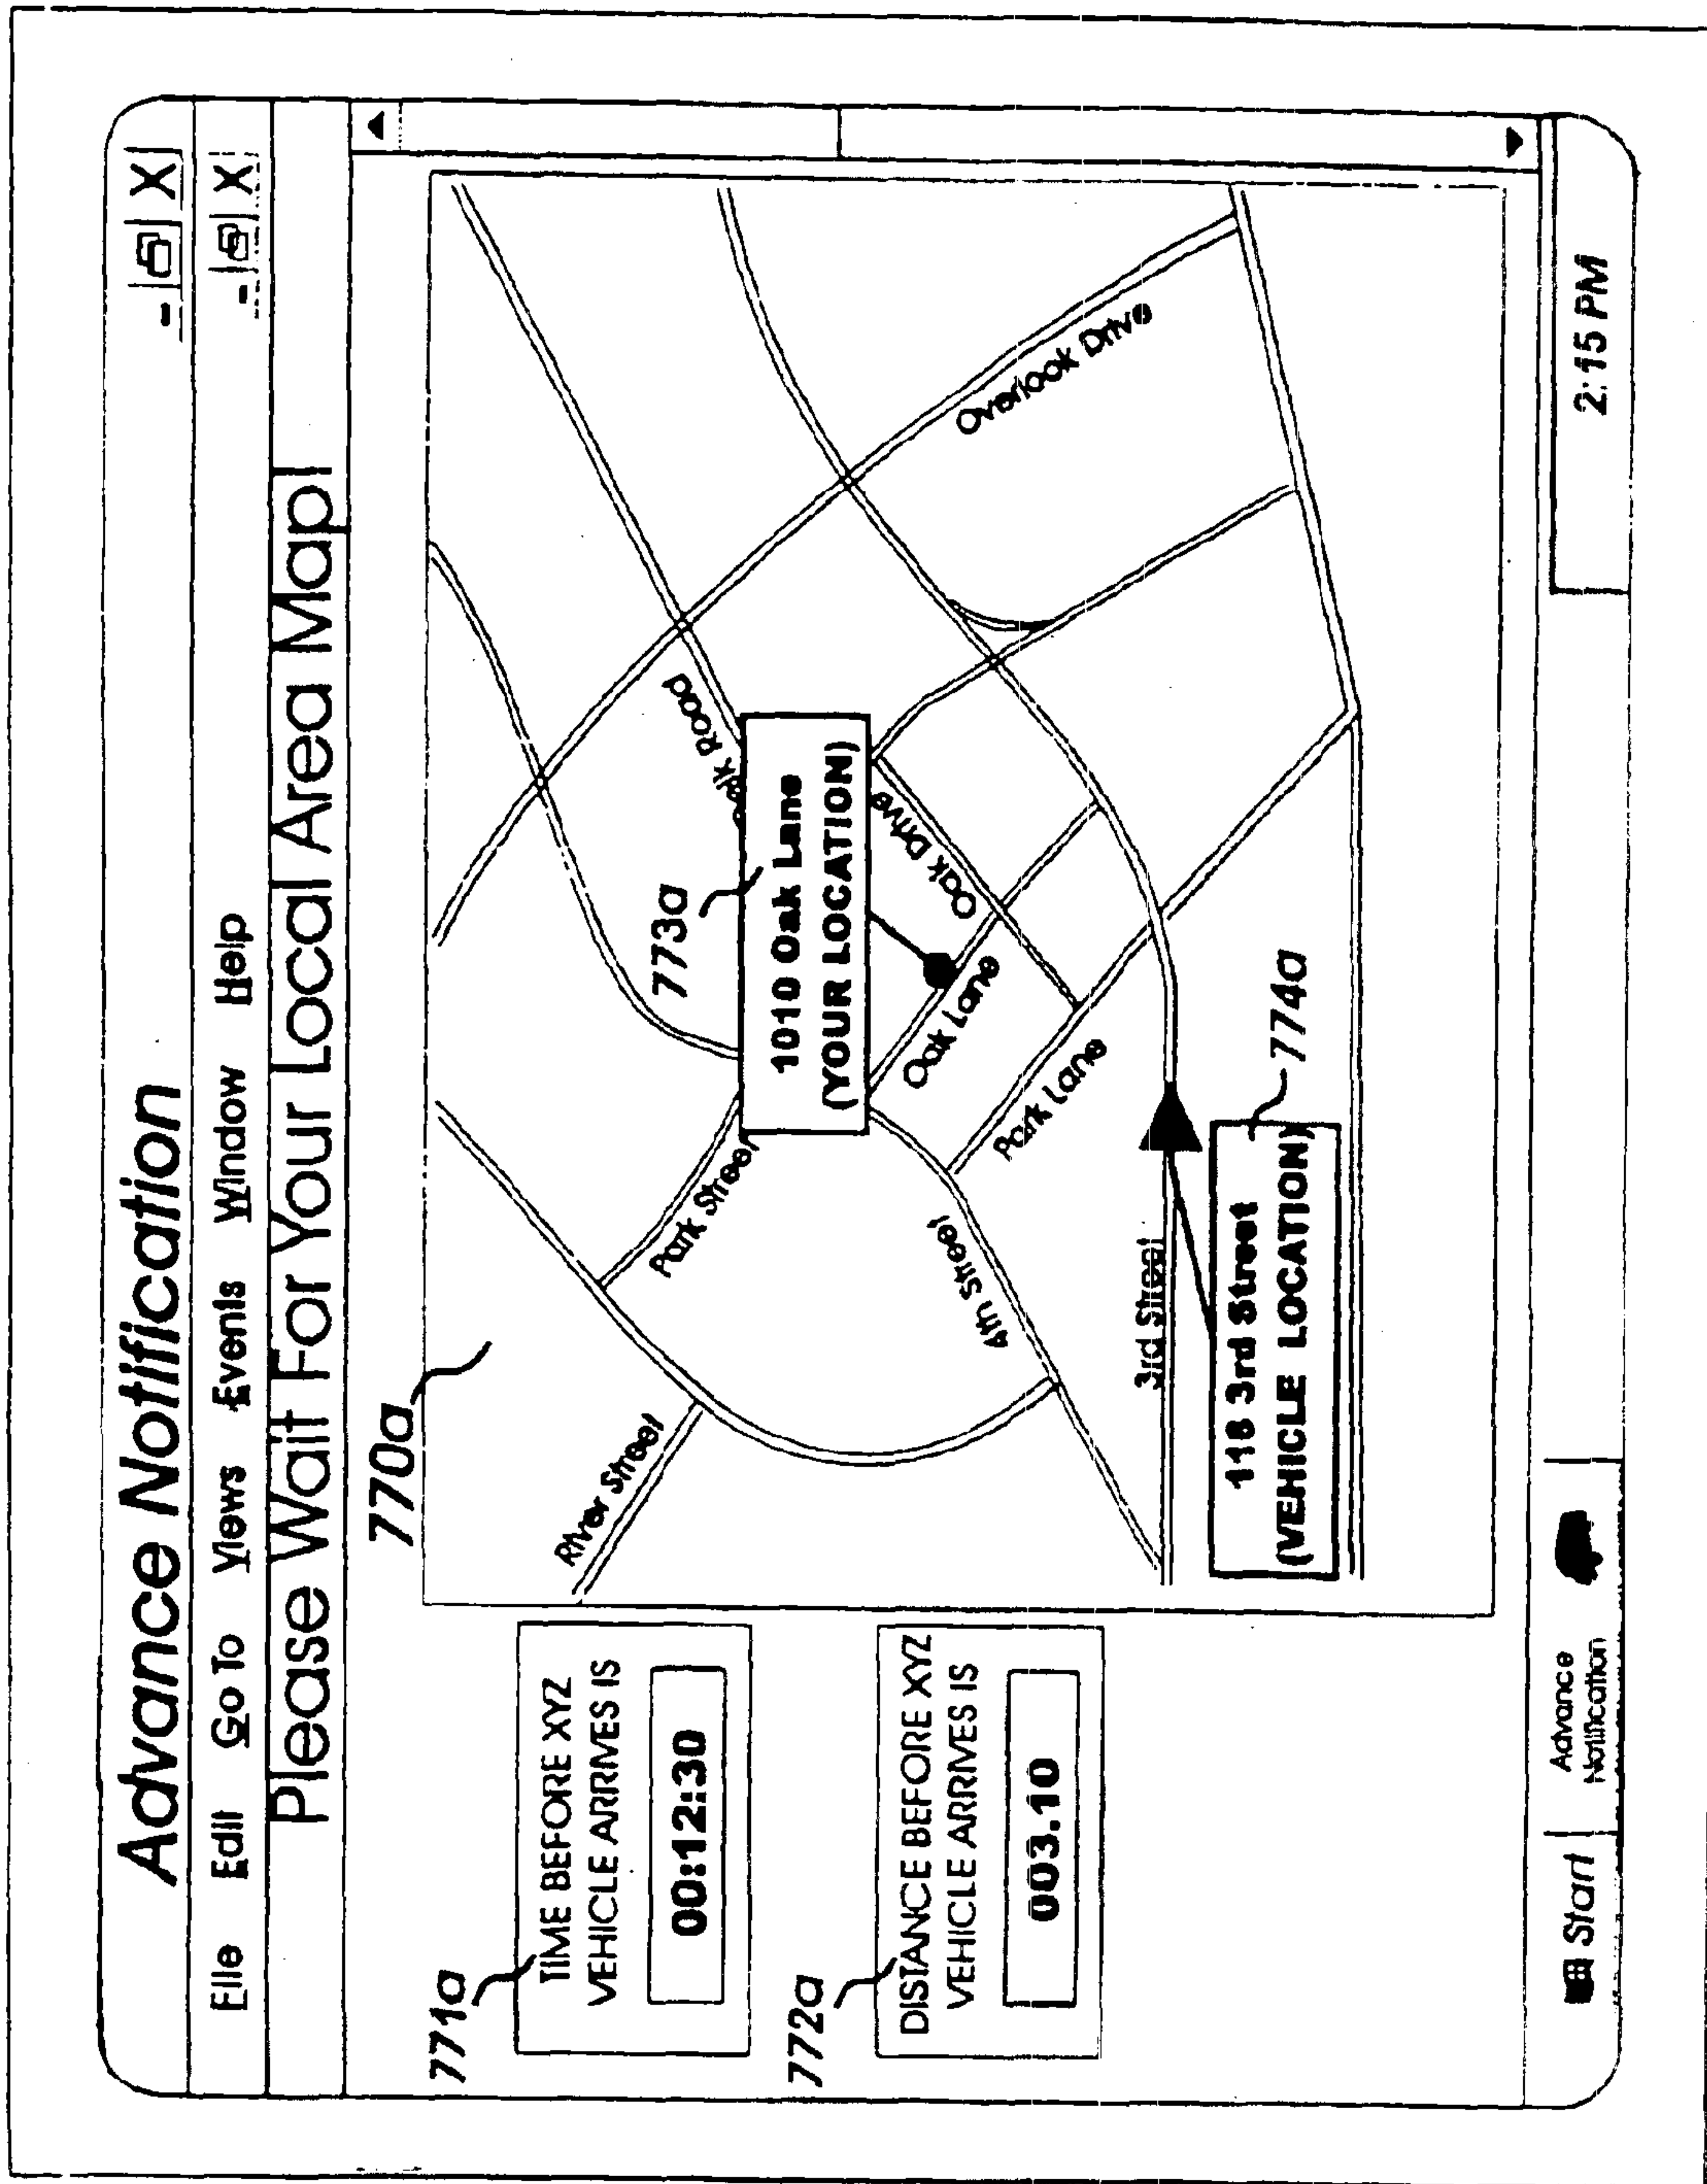 Advance Notification
File Edit Go To Views Events Window Help
Please Wait For Your Local Area Map!
770a
771a
TIME BEFORE XYZ
VEHICLE ARRIVES IS
00:12:30
772a
DISTANCE BEFORE XYZ
VEHICLE ARRIVES IS
003.10
River Street
Park Street
773a
1010 Oak Lane
(YOUR LOCATION)
Road
Oak Drive
Oak Lane
Park Lane
4th Street
3rd Street
Overlook Drive
118 3rd Street
(VEHICLE LOCATION)
774a
Start
Advance
Notification
2:15 PM